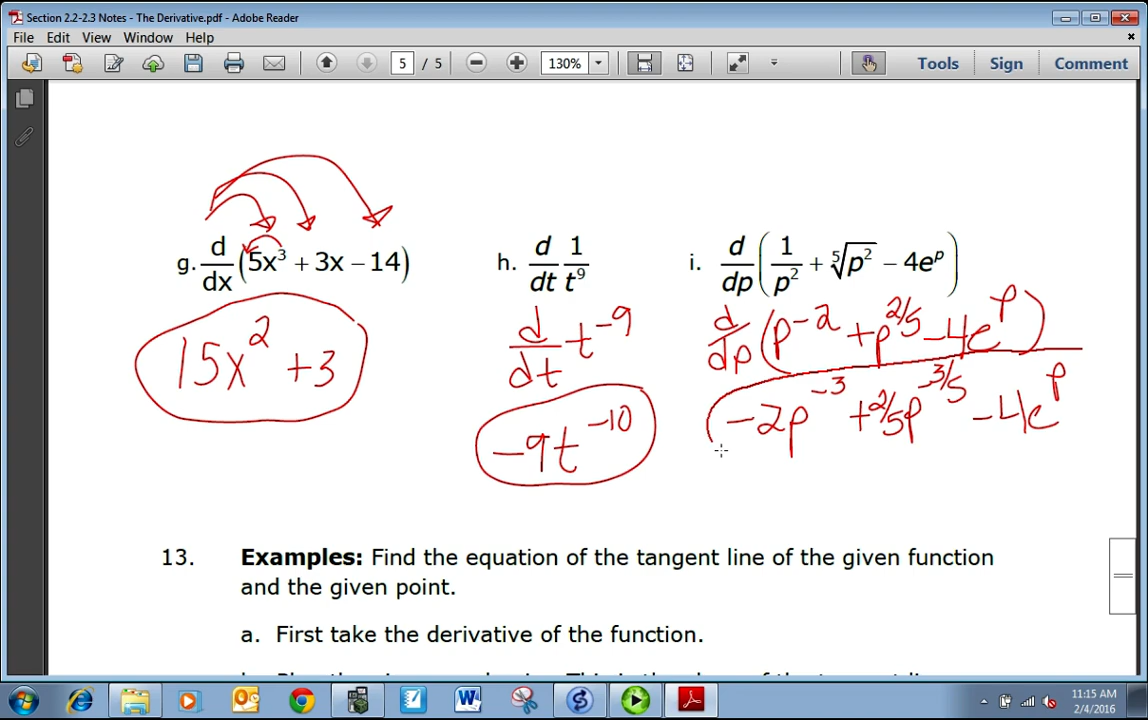 Section 2.2-2.3 Notes - The Derivative.pdf - Adobe Reader
File Edit View Window Help
5 / 5 130% Tools Sign Comment
g. d/dx (5x³ + 3x − 14)
h. d/dt 1/t⁹
i. d/dp (1/p² + ⁵√p² − 4eᵖ)
15x² + 3
d/dt t⁻⁹
−9t⁻¹⁰
d/dp (p⁻² + p^(2/5) − 4eᵖ)
−2p⁻³ + 2/5 p^(−3/5) − 4eᵖ
13. Examples: Find the equation of the tangent line of the given function
and the given point.
a. First take the derivative of the function.
11:15 AM
2/4/2016